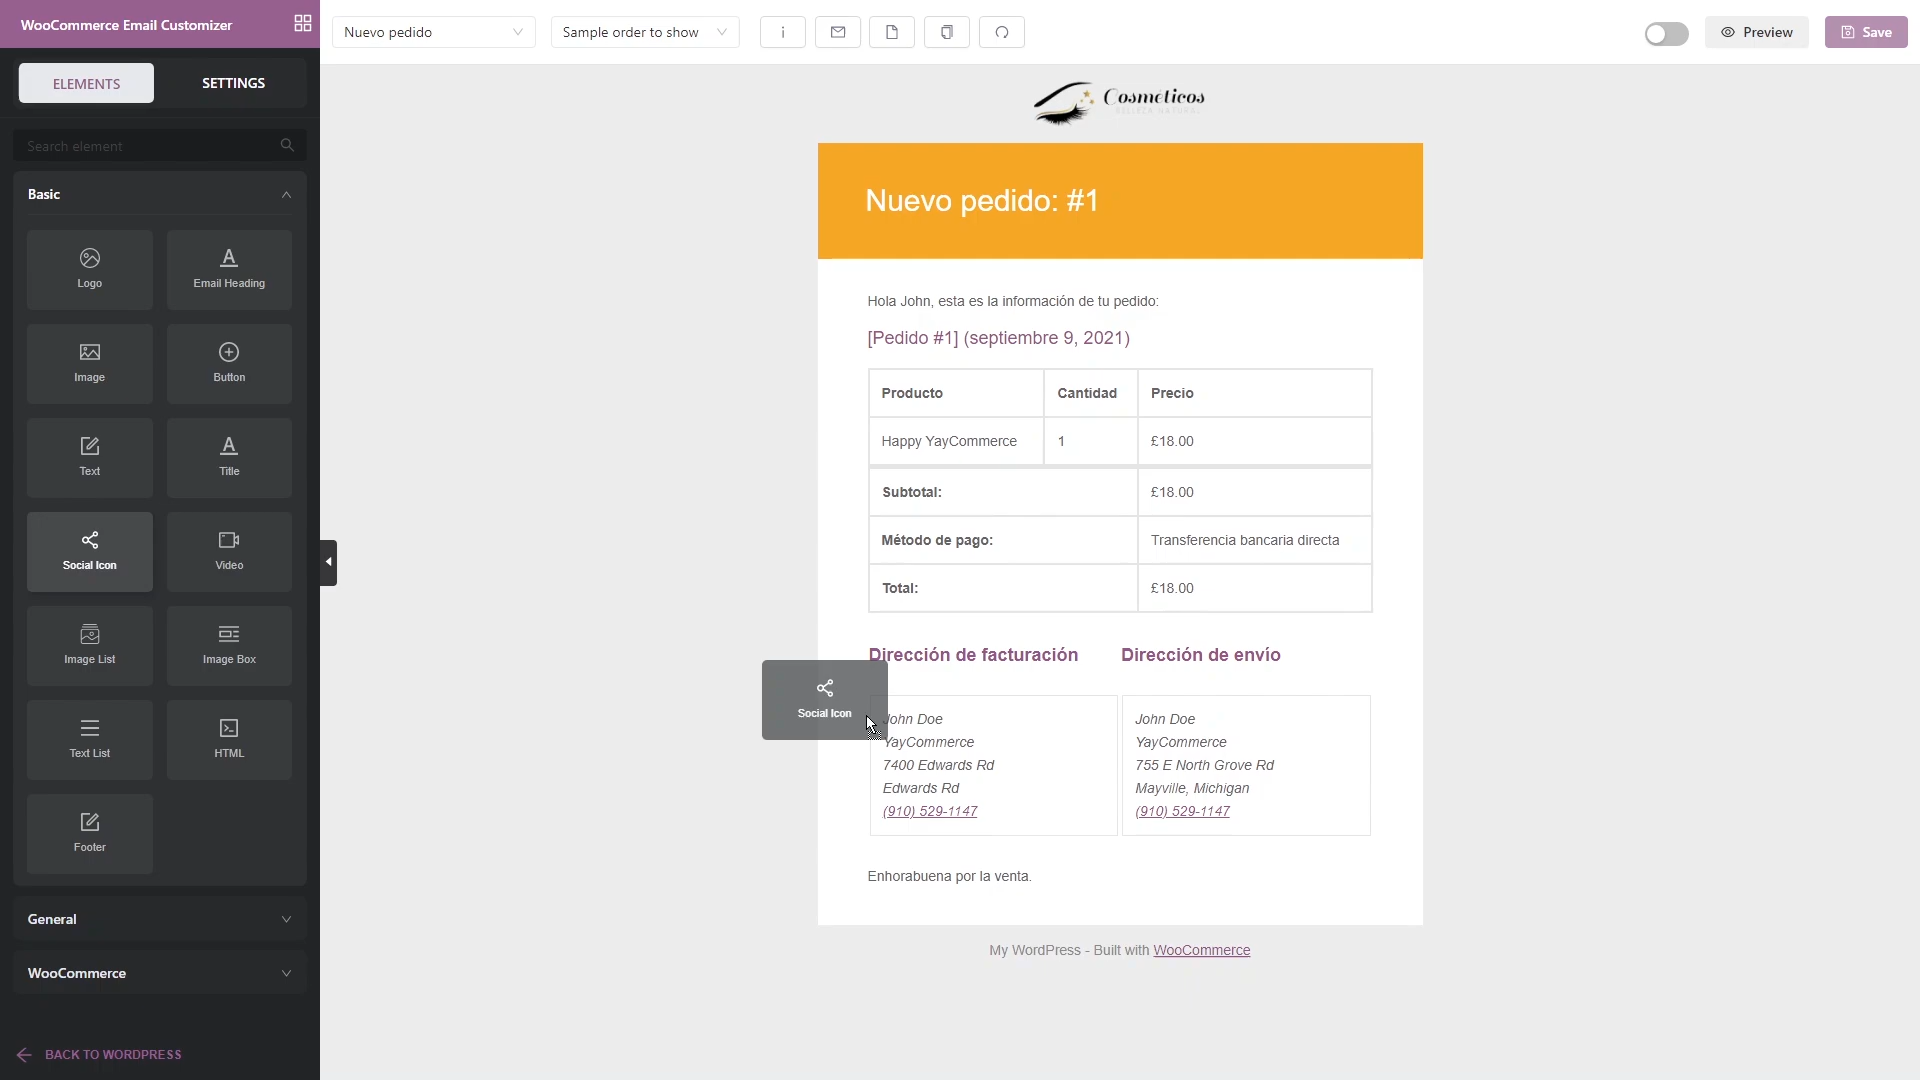 WooCommerce Email Customizer
Nuevo pedido
Sample order to show
Preview
Save
ELEMENTS
SETTINGS
Search element
Basic
Logo
Email Heading
Image
Button
Text
Title
Social Icon
Video
Image List
Image Box
Text List
HTML
Footer
General
WooCommerce
BACK TO WORDPRESS
Cosméticos
BELLEZA NATURAL
Nuevo pedido: #1
Hola John, esta es la información de tu pedido:
[Pedido #1] (septiembre 9, 2021)
Producto Cantidad Precio
Happy YayCommerce 1 £18.00
Subtotal: £18.00
Método de pago: Transferencia bancaria directa
Total: £18.00
Dirección de facturación
Dirección de envío
Social Icon
John Doe
YayCommerce
7400 Edwards Rd
Edwards Rd
(910) 529-1147
John Doe
YayCommerce
755 E North Grove Rd
Mayville, Michigan
(910) 529-1147
Enhorabuena por la venta.
My WordPress - Built with WooCommerce